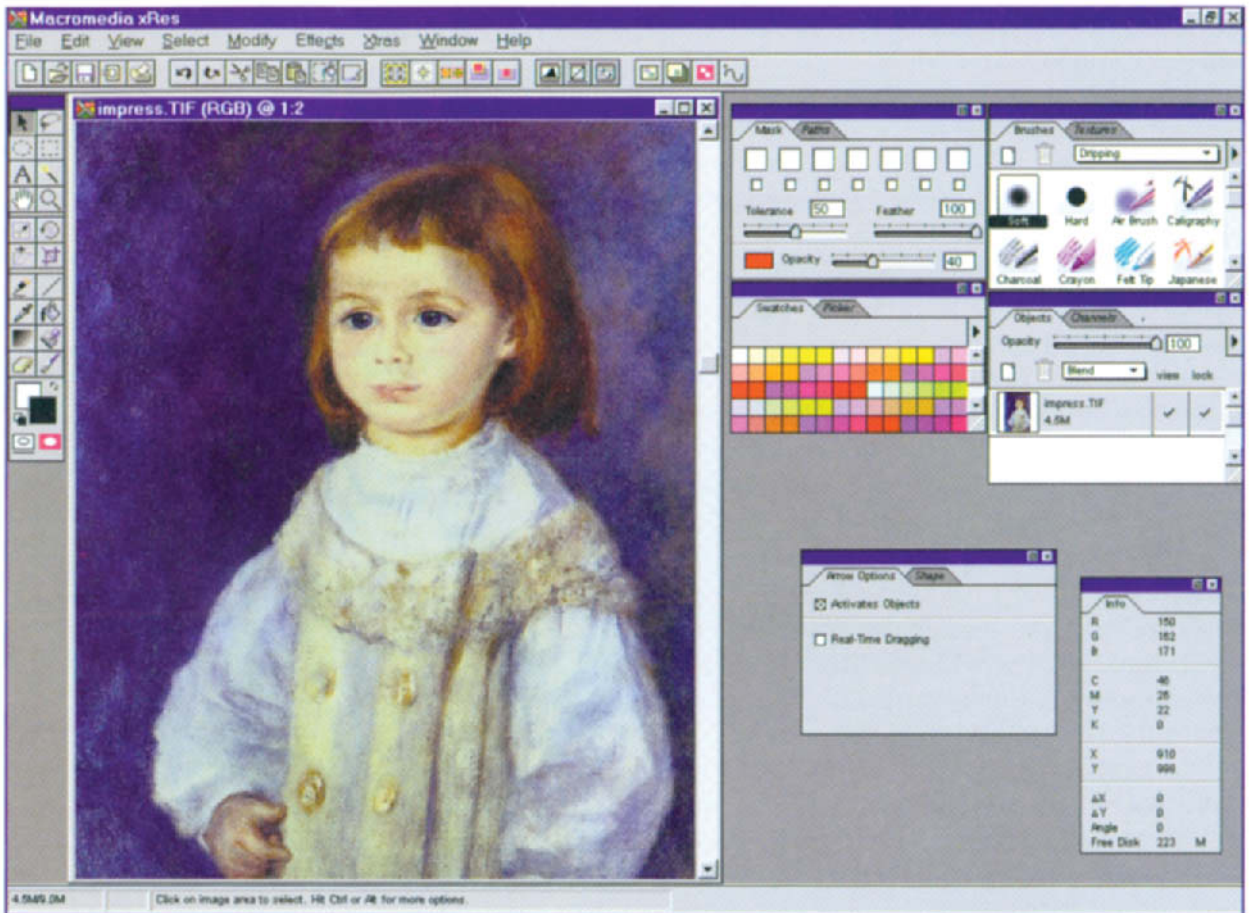 Macromedia xRes
File Edit View Select Modify Effects Xtras Window Help
impress.TIF (RGB) @ 1:2
Mask Paths
Tolerance 50 Feather 100
Opacity 40
Brushes Textures
Dripping
Soft Hard Air Brush Caligraphy
Charcoal Crayon Felt Tip Japanese
Swatches Picker
Objects Channels
Opacity 100
Blend view lock
impress.TIF
4.5M
Arrow Options Shape
Activates Objects
Real-Time Dragging
Info
R 150
G 162
B 171
C 46
M 28
Y 22
K 0
X 910
Y 998
ΔX 0
ΔY 0
Angle 0
Free Disk 223 M
4.5M/9.0M Click on image area to select. Hit Ctrl or Alt for more options.